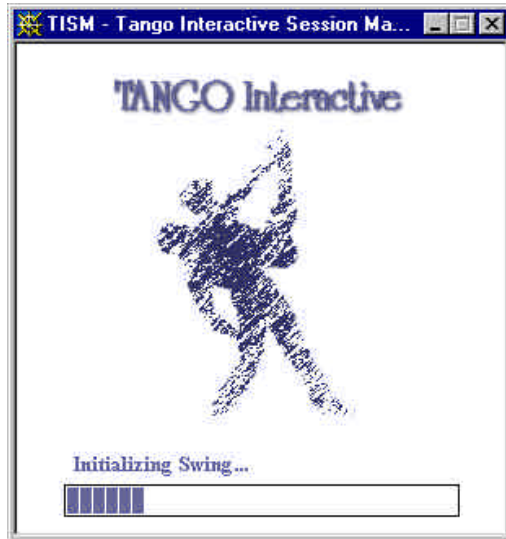 TISM - Tango Interactive Session Ma...
TANGO Interactive
Initializing Swing...